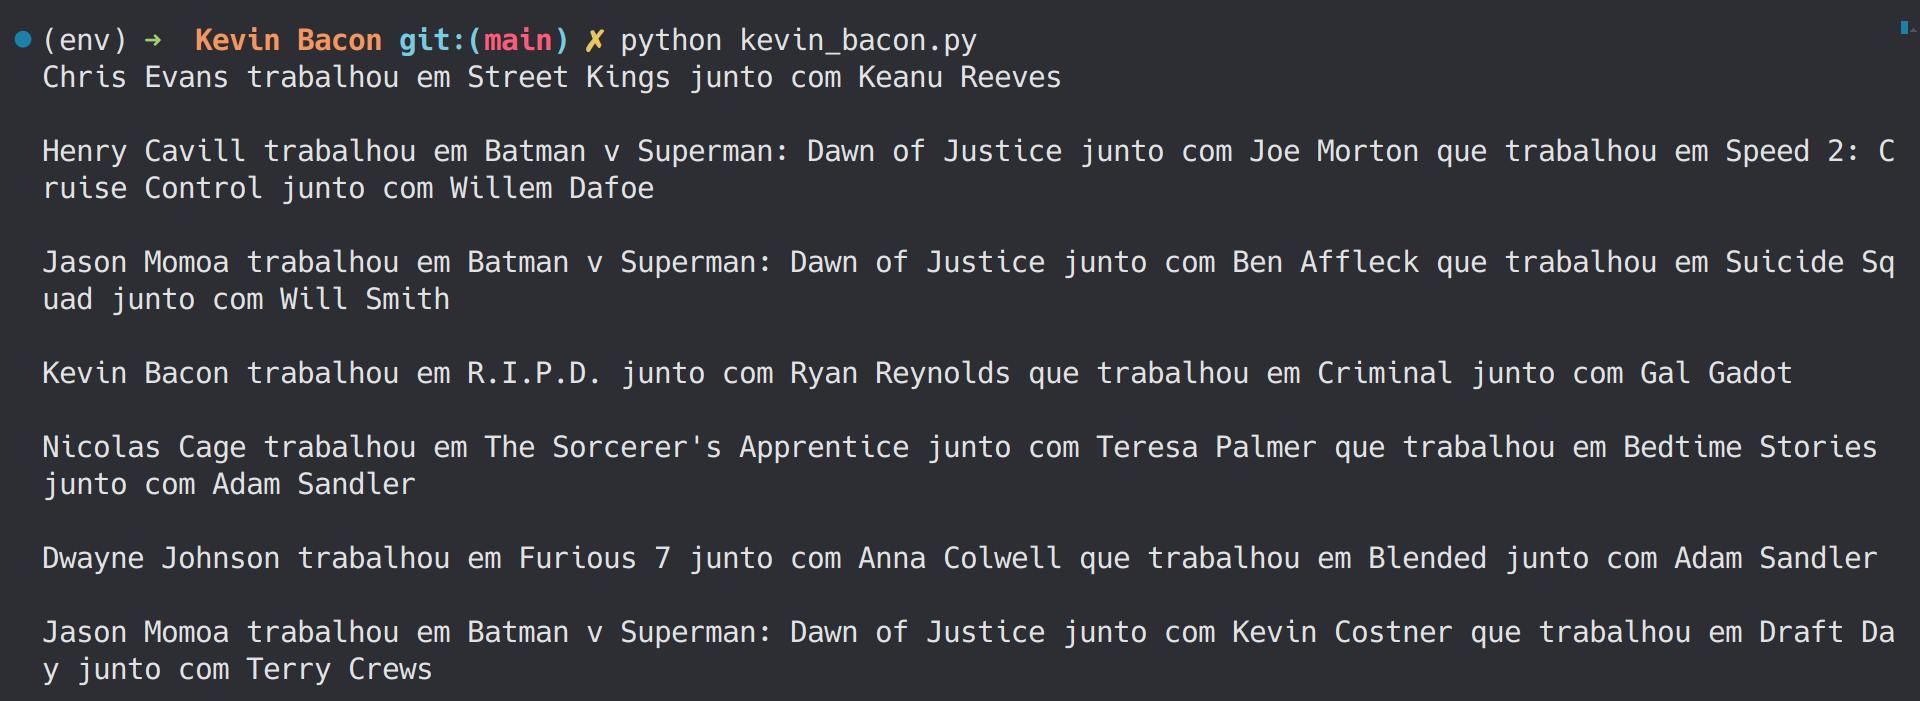 (env) ➜  Kevin Bacon git:(main) ✗ python kevin_bacon.py
Chris Evans trabalhou em Street Kings junto com Keanu Reeves
Henry Cavill trabalhou em Batman v Superman: Dawn of Justice junto com Joe Morton que trabalhou em Speed 2: C
ruise Control junto com Willem Dafoe
Jason Momoa trabalhou em Batman v Superman: Dawn of Justice junto com Ben Affleck que trabalhou em Suicide Sq
uad junto com Will Smith
Kevin Bacon trabalhou em R.I.P.D. junto com Ryan Reynolds que trabalhou em Criminal junto com Gal Gadot
Nicolas Cage trabalhou em The Sorcerer's Apprentice junto com Teresa Palmer que trabalhou em Bedtime Stories
junto com Adam Sandler
Dwayne Johnson trabalhou em Furious 7 junto com Anna Colwell que trabalhou em Blended junto com Adam Sandler
Jason Momoa trabalhou em Batman v Superman: Dawn of Justice junto com Kevin Costner que trabalhou em Draft Da
y junto com Terry Crews